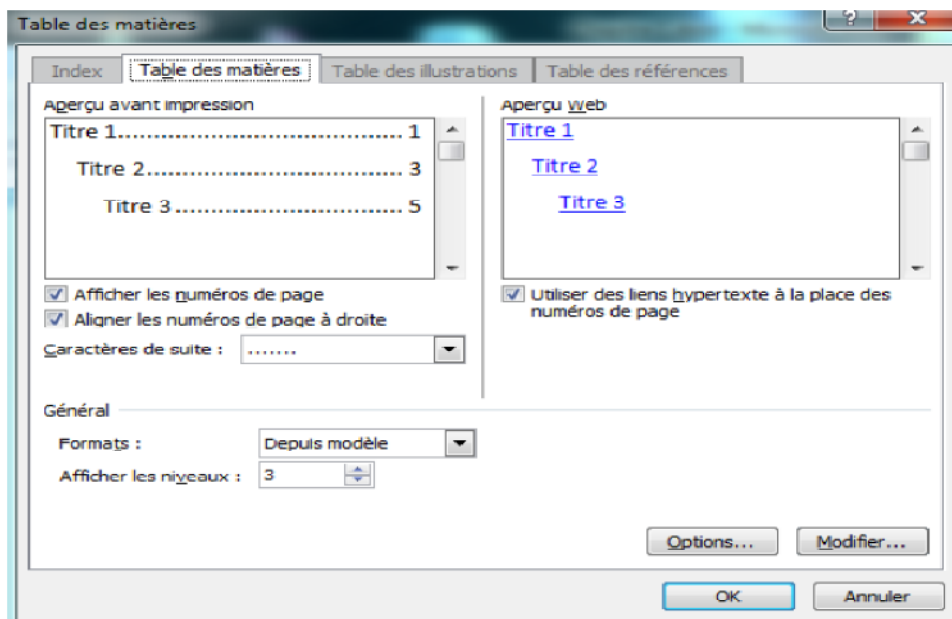 Table des matières
?
Index
Table des matières
Table des illustrations
Table des références
Aperçu avant impression
Titre 1.......................................... 1
Titre 2...................................... 3
Titre 3.................................. 5
Afficher les numéros de page
Aligner les numéros de page à droite
Caractères de suite : .......
Aperçu Web
Titre 1
Titre 2
Titre 3
Utiliser des liens hypertexte à la place des
numéros de page
Général
Formats : Depuis modèle
Afficher les niveaux : 3
Options...
Modifier...
OK
Annuler